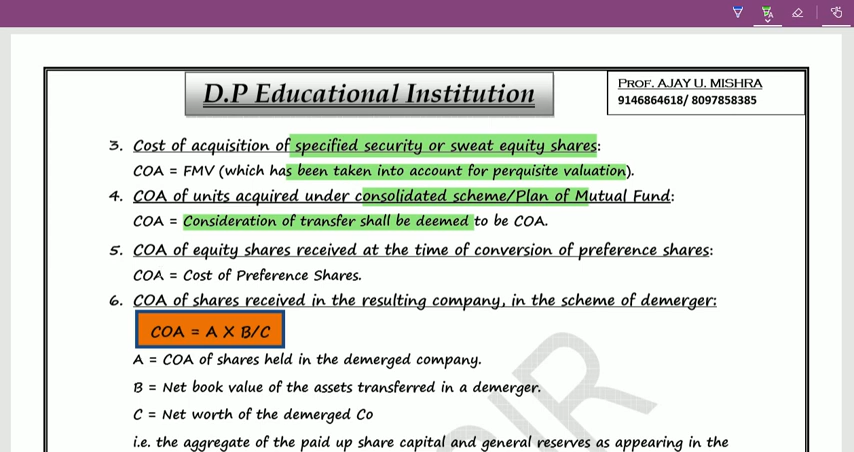 D.P Educational Institution
PROF. AJAY U. MISHRA
9146864618/ 8097858385
3. Cost of acquisition of specified security or sweat equity shares:
COA = FMV (which has been taken into account for perquisite valuation).
4. COA of units acquired under consolidated scheme/Plan of Mutual Fund:
COA = Consideration of transfer shall be deemed to be COA.
5. COA of equity shares received at the time of conversion of preference shares:
COA = Cost of Preference Shares.
6. COA of shares received in the resulting company, in the scheme of demerger:
COA = A X B/C
A = COA of shares held in the demerged company.
B = Net book value of the assets transferred in a demerger.
C = Net worth of the demerged Co
i.e. the aggregate of the paid up share capital and general reserves as appearing in the